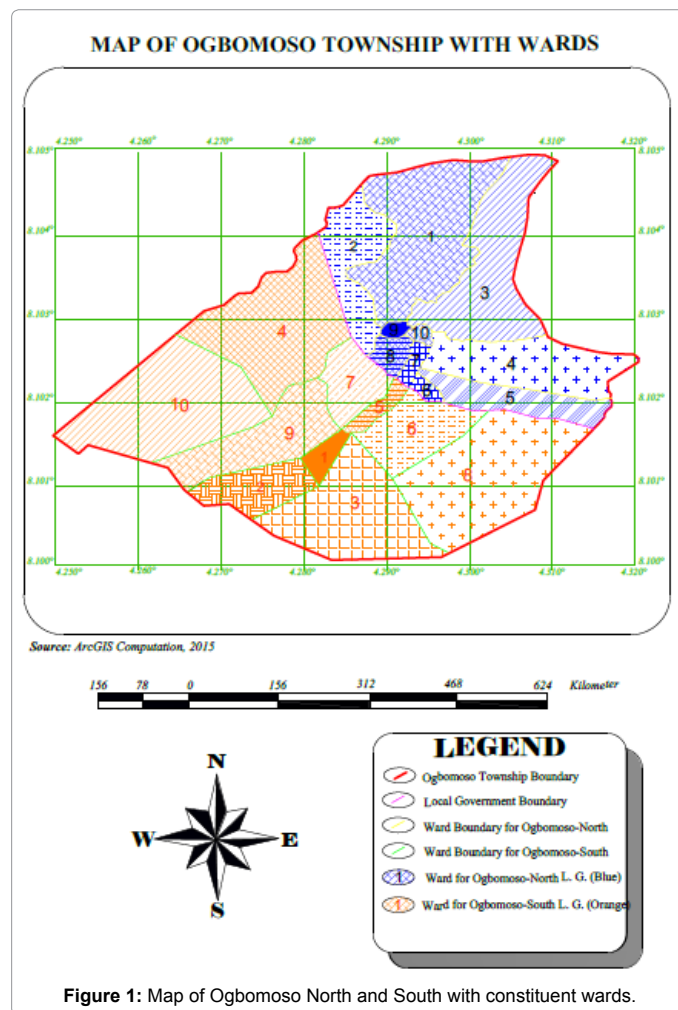 MAP OF OGBOMOSO TOWNSHIP WITH WARDS
4.250° 4.260° 4.270° 4.280° 4.290° 4.300° 4.310° 4.320°
8.105° 8.105°
8.104° 8.104°
8.103° 8.103°
8.102° 8.102°
8.101° 8.101°
8.100° 8.100°
1
2
3
4
9 10
8
4
7
5
5
10
9
6
1
3
4.250° 4.260° 4.270° 4.280° 4.290° 4.300° 4.310° 4.320°
Source: ArcGIS Computation, 2015
156 78 0 156 312 468 624 Kilometer
N
W E
S
LEGEND
Ogbomoso Township Boundary
Local Government Boundary
Ward Boundary for Ogbomoso-North
Ward Boundary for Ogbomoso-South
1 Ward for Ogbomoso-North L. G. (Blue)
1 Ward for Ogbomoso-South L. G. (Orange)
Figure 1: Map of Ogbomoso North and South with constituent wards.